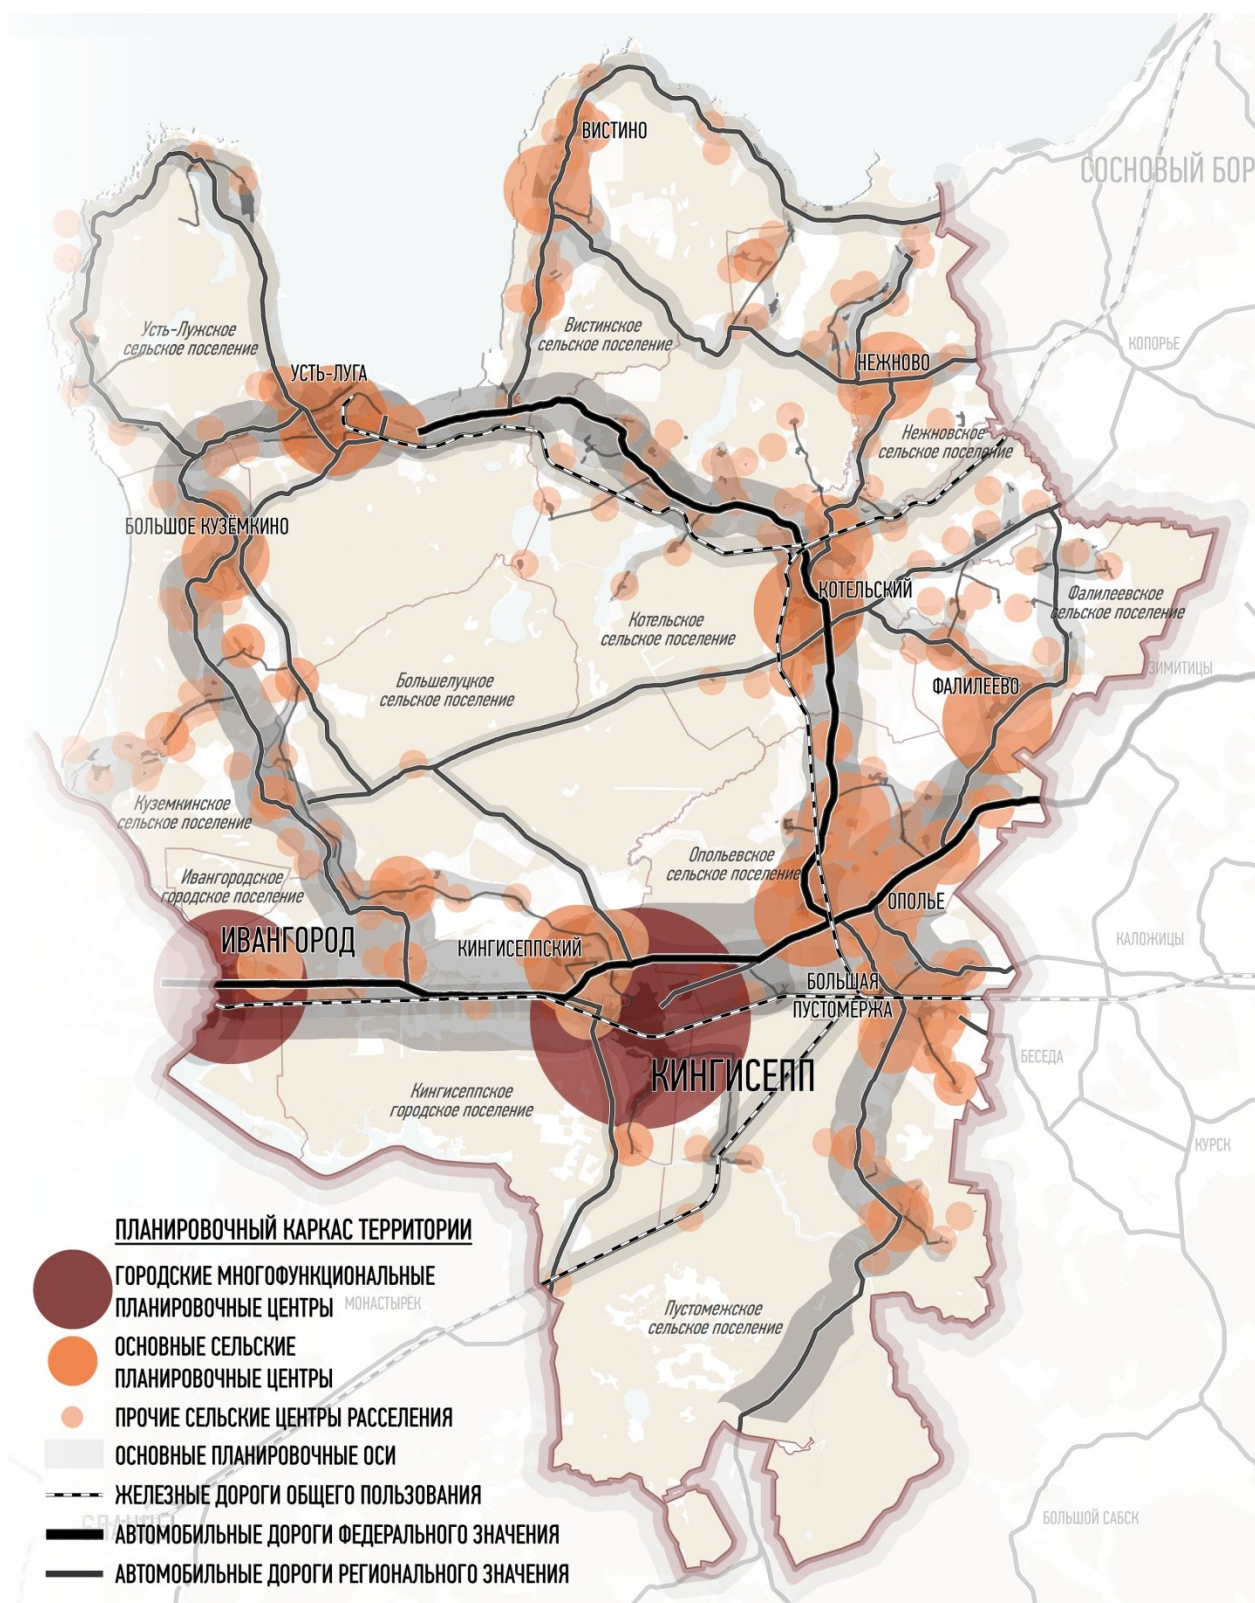 ВИСТИНО
СОСНОВЫЙ БОР
Усть-Лужское
сельское поселение
Вистинское
сельское поселение
КОПОРЬЕ
УСТЬ-ЛУГА
НЕЖНОВО
Нежновское
сельское поселение
БОЛЬШОЕ КУЗЁМКИНО
КОТЕЛЬСКИЙ
Фалилеевское
сельское поселение
Котельское
сельское поселение
ЗИМИТИЦЫ
Большелуцкое
сельское поселение
ФАЛИЛЕЕВО
Куземкинское
сельское поселение
Опольевское
сельское поселение
Ивангородское
городское поселение
ОПОЛЬЕ
ИВАНГОРОД
КИНГИСЕППСКИЙ
КАЛОЖИЦЫ
БОЛЬШАЯ
ПУСТОМЕРЖА
БЕСЕДА
КИНГИСЕПП
Кингисеппское
городское поселение
КУРСК
ПЛАНИРОВОЧНЫЙ КАРКАС ТЕРРИТОРИИ
ГОРОДСКИЕ МНОГОФУНКЦИОНАЛЬНЫЕ
ПЛАНИРОВОЧНЫЕ ЦЕНТРЫ
МОНАСТЫРЁК
Пустомежское
сельское поселение
ОСНОВНЫЕ СЕЛЬСКИЕ
ПЛАНИРОВОЧНЫЕ ЦЕНТРЫ
ПРОЧИЕ СЕЛЬСКИЕ ЦЕНТРЫ РАССЕЛЕНИЯ
ОСНОВНЫЕ ПЛАНИРОВОЧНЫЕ ОСИ
ЖЕЛЕЗНЫЕ ДОРОГИ ОБЩЕГО ПОЛЬЗОВАНИЯ
БОЛЬШОЙ САБСК
АВТОМОБИЛЬНЫЕ ДОРОГИ ФЕДЕРАЛЬНОГО ЗНАЧЕНИЯ
АВТОМОБИЛЬНЫЕ ДОРОГИ РЕГИОНАЛЬНОГО ЗНАЧЕНИЯ